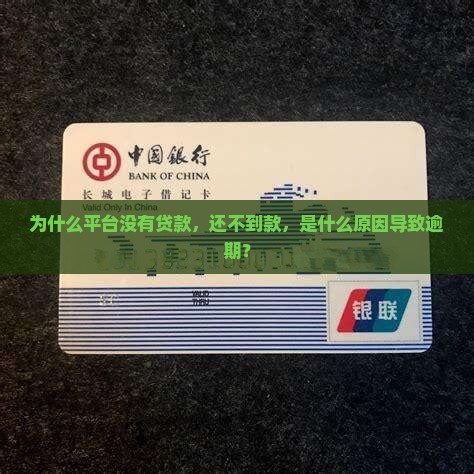 中国银行
BANK OF CHINA
长城电子借记卡
Valid Only In China
为什么平台没有贷款，还不到款，是什么原因导致逾
期？
VALID
THRU
银联